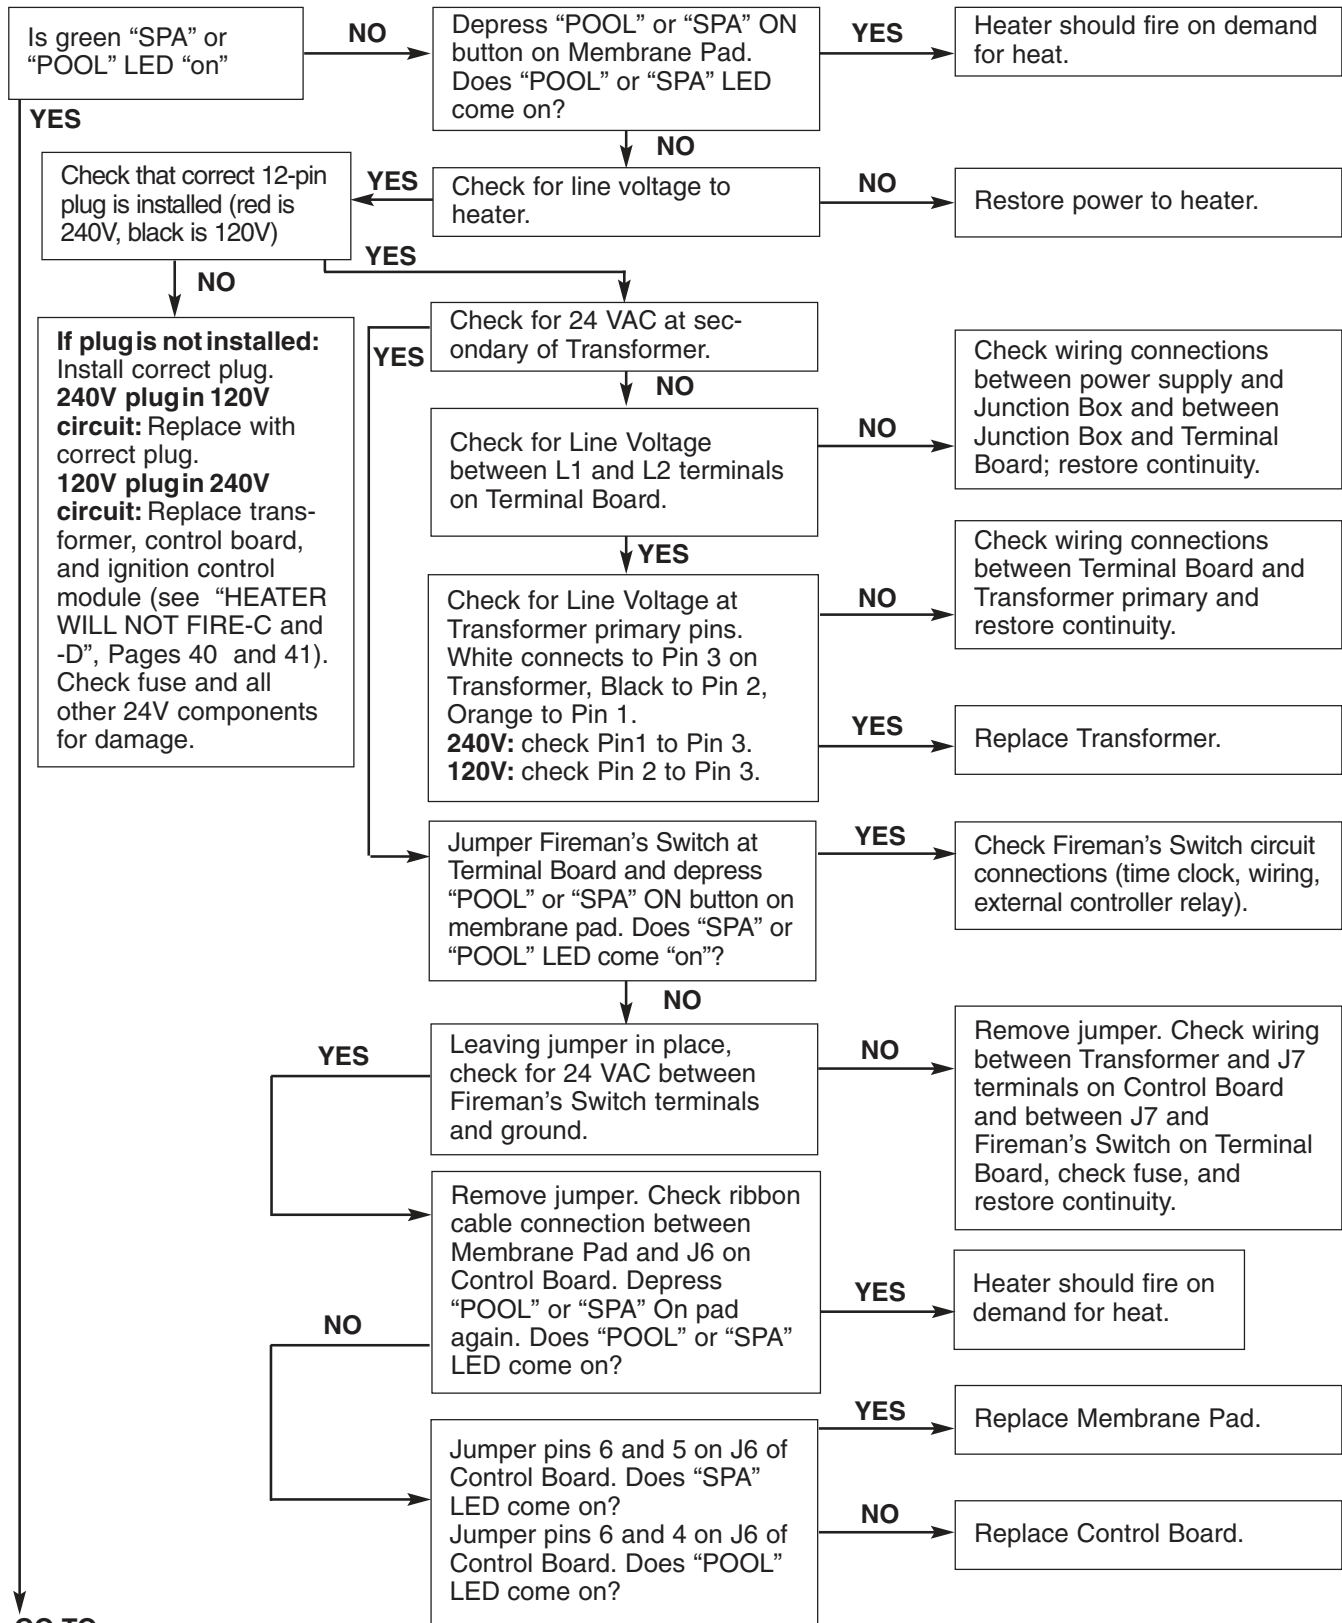 Is green “SPA” or
“POOL” LED “on”
NO
Depress “POOL” or “SPA” ON
button on Membrane Pad.
Does “POOL” or “SPA” LED
come on?
YES
Heater should fire on demand
for heat.
YES
NO
Check that correct 12-pin
plug is installed (red is
240V, black is 120V)
YES
Check for line voltage to
heater.
NO
Restore power to heater.
YES
NO
If plug is not installed:
Install correct plug.
240V plug in 120V
circuit: Replace with
correct plug.
120V plug in 240V
circuit: Replace trans-
former, control board,
and ignition control
module (see “HEATER
WILL NOT FIRE-C and
-D”, Pages 40 and 41).
Check fuse and all
other 24V components
for damage.
YES
Check for 24 VAC at sec-
ondary of Transformer.
NO
Check for Line Voltage
between L1 and L2 terminals
on Terminal Board.
NO
Check wiring connections
between power supply and
Junction Box and between
Junction Box and Terminal
Board; restore continuity.
YES
Check for Line Voltage at
Transformer primary pins.
White connects to Pin 3 on
Transformer, Black to Pin 2,
Orange to Pin 1.
240V: check Pin1 to Pin 3.
120V: check Pin 2 to Pin 3.
NO
Check wiring connections
between Terminal Board and
Transformer primary and
restore continuity.
YES
Replace Transformer.
Jumper Fireman’s Switch at
Terminal Board and depress
“POOL” or “SPA” ON button on
membrane pad. Does “SPA” or
“POOL” LED come “on”?
YES
Check Fireman’s Switch circuit
connections (time clock, wiring,
external controller relay).
NO
YES
Leaving jumper in place,
check for 24 VAC between
Fireman’s Switch terminals
and ground.
NO
Remove jumper. Check wiring
between Transformer and J7
terminals on Control Board
and between J7 and
Fireman’s Switch on Terminal
Board, check fuse, and
restore continuity.
Remove jumper. Check ribbon
cable connection between
Membrane Pad and J6 on
Control Board. Depress
“POOL” or “SPA” On pad
again. Does “POOL” or “SPA”
LED come on?
YES
Heater should fire on
demand for heat.
NO
Jumper pins 6 and 5 on J6 of
Control Board. Does “SPA”
LED come on?
Jumper pins 6 and 4 on J6 of
Control Board. Does “POOL”
LED come on?
YES
Replace Membrane Pad.
NO
Replace Control Board.
GO TO